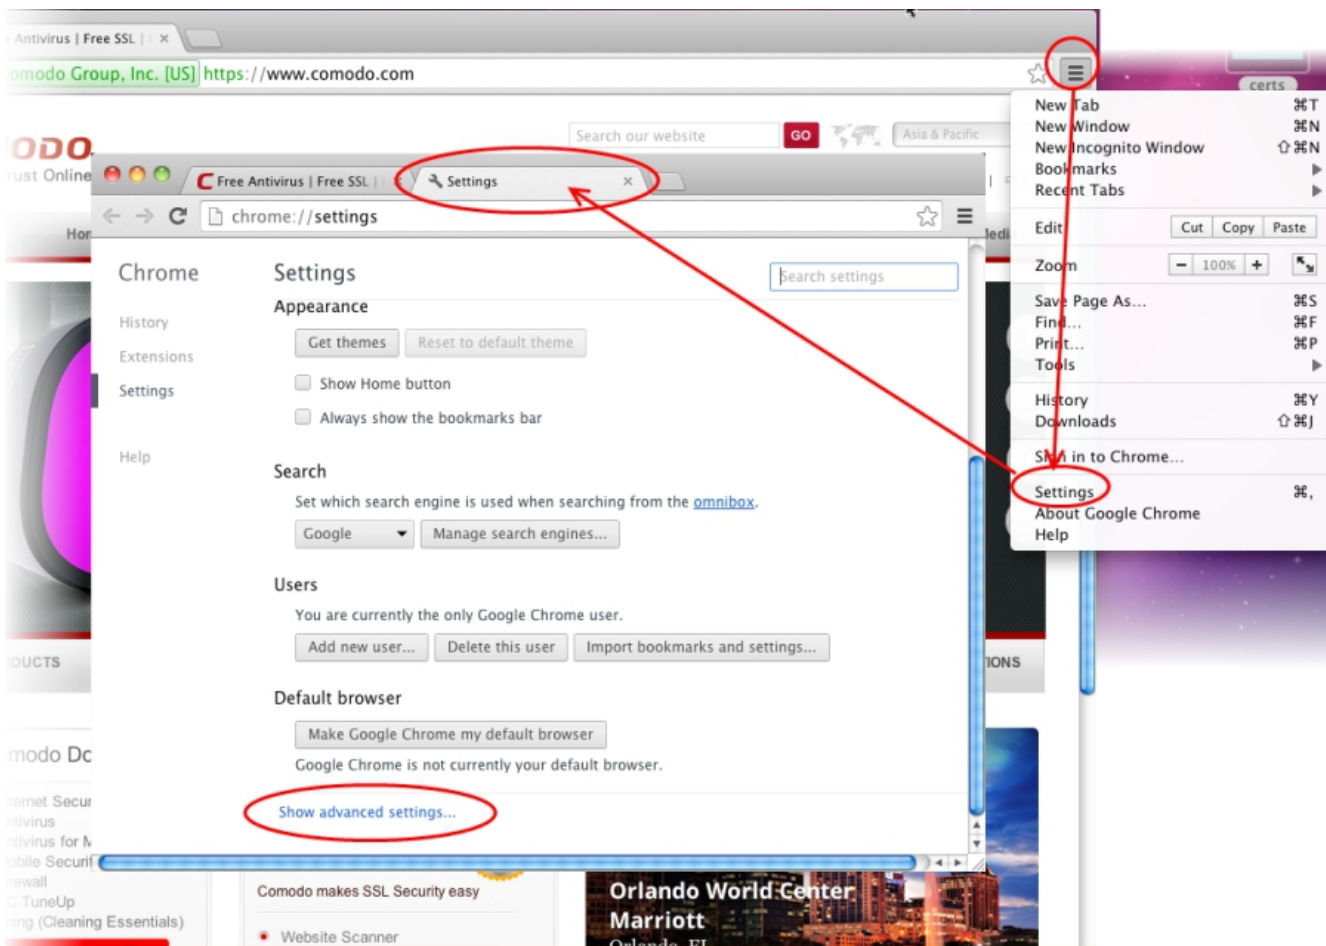 Antivirus | Free SSL |
Group, Inc. [US] https://www.comodo.com
certs
Search our website GO Asia & Pacific
New Tab ⌘T
New Window ⌘N
New Incognito Window ⇧⌘N
Bookmarks
Recent Tabs
Edit Cut Copy Paste
Zoom − 100% +
Save Page As... ⌘S
Find... ⌘F
Print... ⌘P
Tools
History ⌘Y
Downloads ⇧⌘J
Sign in to Chrome...
Settings ⌘,
About Google Chrome
Help
Online
Free Antivirus | Free SSL | Settings
chrome://settings
Chrome
History
Extensions
Settings
Help
Settings
Search settings
Appearance
Get themes Reset to default theme
Show Home button
Always show the bookmarks bar
Search
Set which search engine is used when searching from the omnibox.
Google Manage search engines...
Users
You are currently the only Google Chrome user.
Add new user... Delete this user Import bookmarks and settings...
Default browser
Make Google Chrome my default browser
Google Chrome is not currently your default browser.
Show advanced settings...
Antivirus for
TuneUp
(Cleaning Essentials)
Comodo makes SSL Security easy
Website Scanner
Orlando World Center
Marriott
Orlando, FL